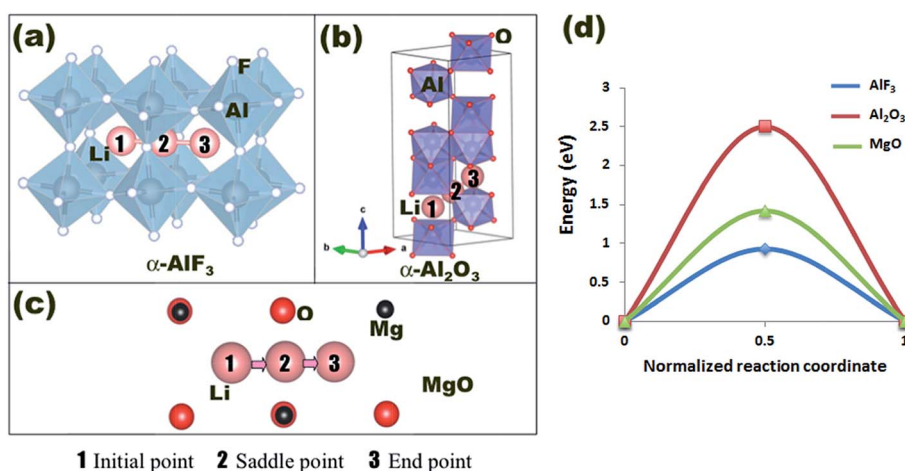 (a)
F
Al
1 2 3
Li
α-AlF₃
(b)
O
Al
3
2
Li 1
c
b a
α-Al₂O₃
(c)
O
Mg
1 2 3
Li
MgO
1 Initial point 2 Saddle point 3 End point
(d)
3
2.5
2
1.5
1
0.5
0
Energy (eV)
AlF₃
Al₂O₃
MgO
0 0.5 1
Normalized reaction coordinate